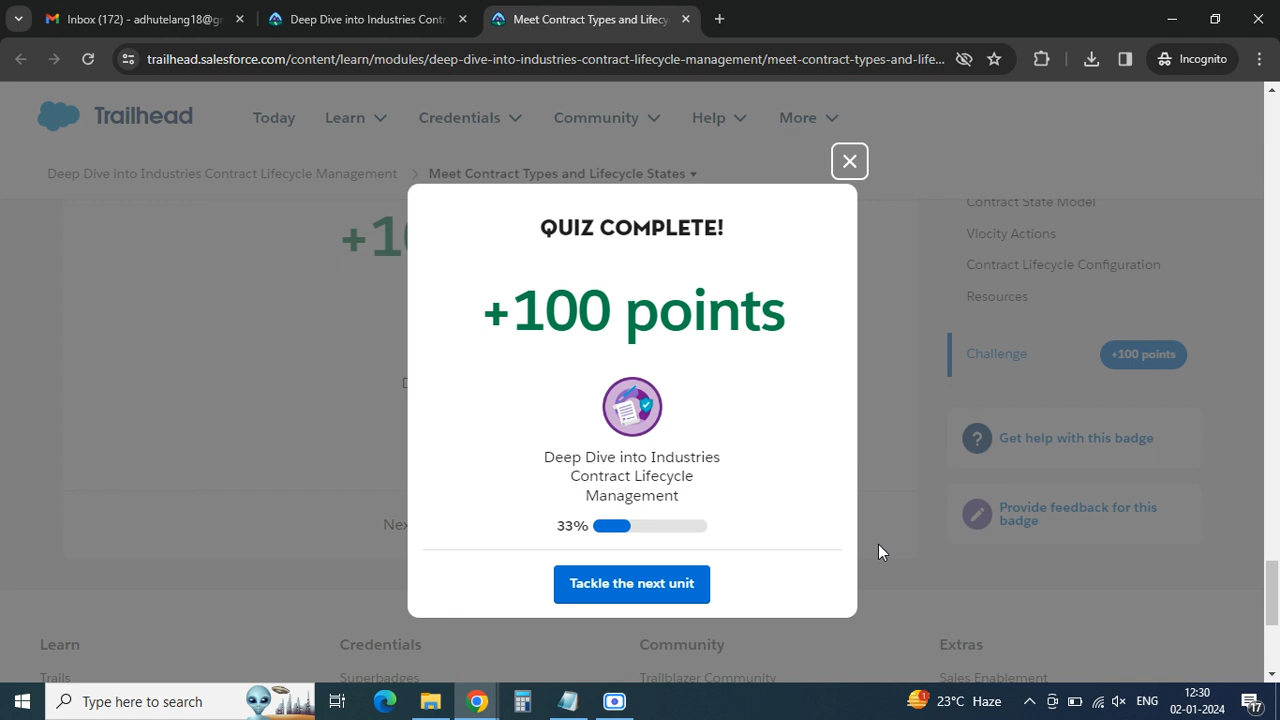 Inbox (172) - adhutelang18@gr
Deep Dive into Industries Contr
Meet Contract Types and Lifecyc
trailhead.salesforce.com/content/learn/modules/deep-dive-into-industries-contract-lifecycle-management/meet-contract-types-and-life...
Incognito
Trailhead
Today
Learn
Credentials
Community
Help
More
Deep Dive into Industries Contract Lifecycle Management
Meet Contract Types and Lifecycle States
QUIZ COMPLETE!
+100 points
Deep Dive into Industries
Contract Lifecycle
Management
33%
Tackle the next unit
+10
D
Nex
Contract State Model
Vlocity Actions
Contract Lifecycle Configuration
Resources
Challenge
+100 points
Get help with this badge
Provide feedback for this
badge
Learn
Credentials
Community
Extras
Trails
Superbadges
Trailblazer Community
Sales Enablement
Type here to search
1
23°C Haze
ENG
12:30
02-01-2024
17